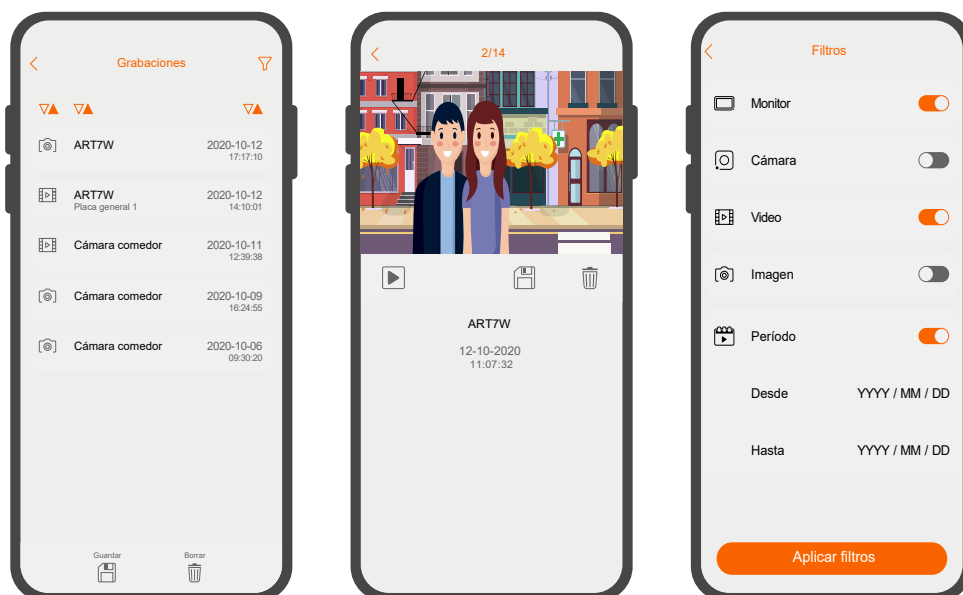 Grabaciones
ART7W
2020-10-12
17:17:10
ART7W
2020-10-12
Placa general 1
14:10:01
Cámara comedor
2020-10-11
12:39:38
Cámara comedor
2020-10-09
16:24:55
Cámara comedor
2020-10-06
09:30:20
Guardar
Borrar
2/14
ART7W
12-10-2020
11:07:32
Filtros
Monitor
Cámara
Video
Imagen
Período
Desde
YYYY / MM / DD
Hasta
YYYY / MM / DD
Aplicar filtros